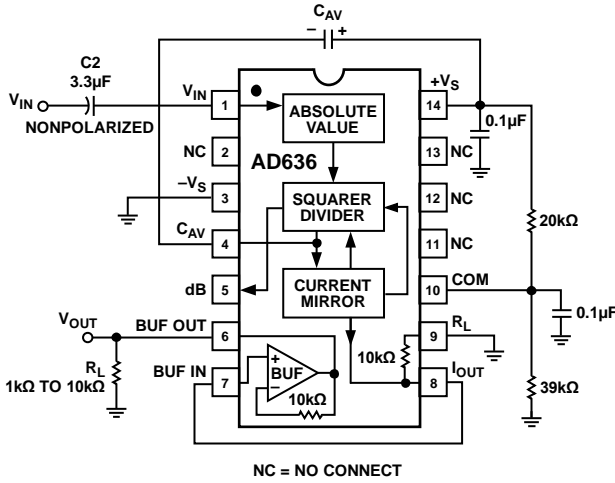 C_AV
− +
C2
3.3µF
V_IN
NONPOLARIZED
V_IN
1
ABSOLUTE
VALUE
+V_S
14
0.1µF
NC
2
AD636
13
NC
−V_S
3
SQUARER
DIVIDER
12
NC
20kΩ
C_AV
4
11
NC
dB
5
CURRENT
MIRROR
10
COM
0.1µF
V_OUT
BUF OUT
6
9
R_L
10kΩ
R_L
1kΩ TO 10kΩ
BUF IN
7
+
BUF
−
10kΩ
8
I_OUT
39kΩ
NC = NO CONNECT